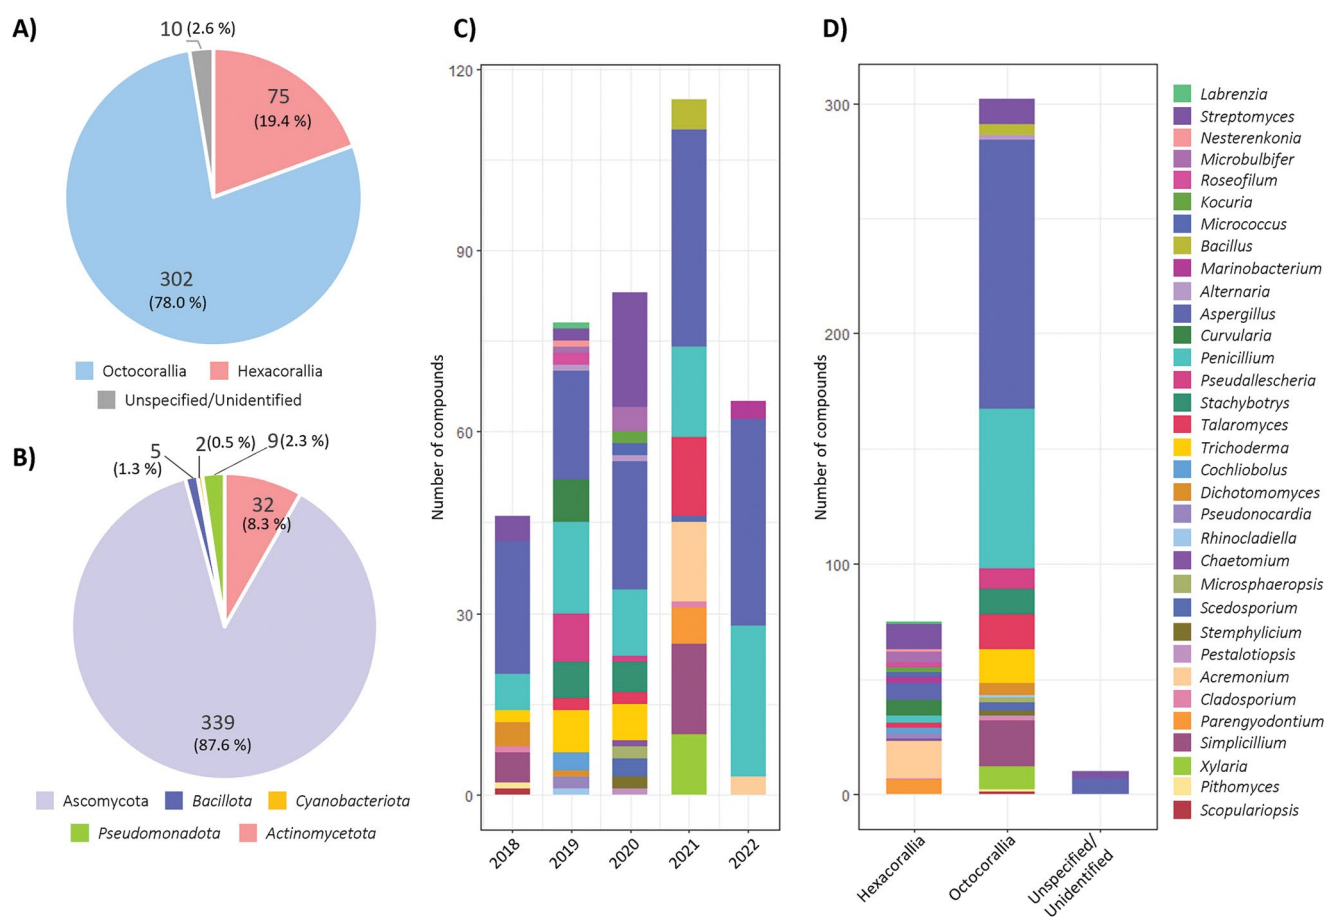 A)
10 (2.6 %)
75
(19.4 %)
302
(78.0 %)
Octocorallia
Hexacorallia
Unspecified/Unidentified
B)
5
(1.3 %)
2(0.5 %)
9(2.3 %)
32
(8.3 %)
339
(87.6 %)
Ascomycota
Bacillota
Cyanobacteriota
Pseudomonadota
Actinomycetota
C)
Number of compounds
120
90
60
30
0
2018
2019
2020
2021
2022
D)
Number of compounds
300
200
100
0
Hexacorallia
Octocorallia
Unspecified/
Unidentified
Labrenzia
Streptomyces
Nesterenkonia
Microbulbifer
Roseofilum
Kocuria
Micrococcus
Bacillus
Marinobacterium
Alternaria
Aspergillus
Curvularia
Penicillium
Pseudallescheria
Stachybotrys
Talaromyces
Trichoderma
Cochliobolus
Dichotomomyces
Pseudonocardia
Rhinocladiella
Chaetomium
Microsphaeropsis
Scedosporium
Stemphylicium
Pestalotiopsis
Acremonium
Cladosporium
Parengyodontium
Simplicillium
Xylaria
Pithomyces
Scopulariopsis